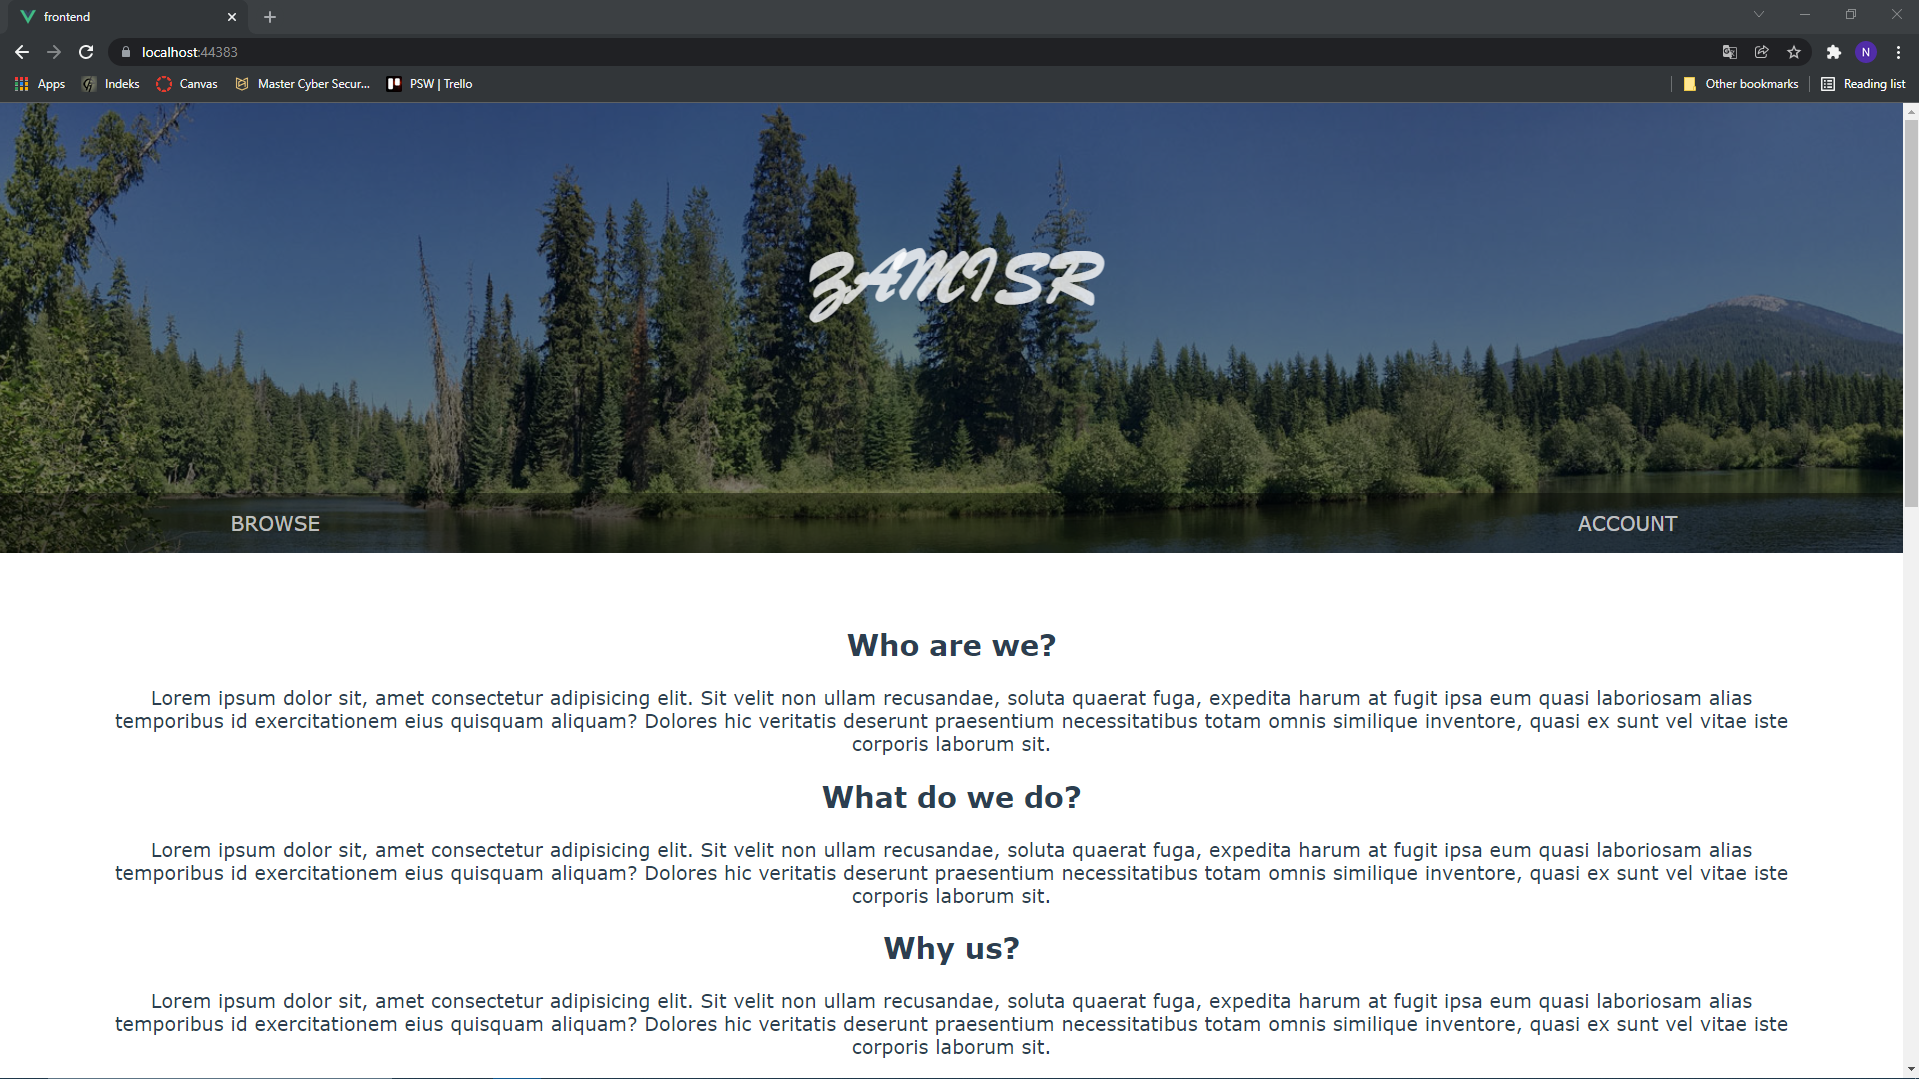 frontend
localhost:44383
N
Apps
Indeks
Canvas
Master Cyber Secur...
PSW | Trello
Other bookmarks
Reading list
ZAMISR
BROWSE
ACCOUNT
Who are we?
Lorem ipsum dolor sit, amet consectetur adipisicing elit. Sit velit non ullam recusandae, soluta quaerat fuga, expedita harum at fugit ipsa eum quasi laboriosam alias
temporibus id exercitationem eius quisquam aliquam? Dolores hic veritatis deserunt praesentium necessitatibus totam omnis similique inventore, quasi ex sunt vel vitae iste
corporis laborum sit.
What do we do?
Lorem ipsum dolor sit, amet consectetur adipisicing elit. Sit velit non ullam recusandae, soluta quaerat fuga, expedita harum at fugit ipsa eum quasi laboriosam alias
temporibus id exercitationem eius quisquam aliquam? Dolores hic veritatis deserunt praesentium necessitatibus totam omnis similique inventore, quasi ex sunt vel vitae iste
corporis laborum sit.
Why us?
Lorem ipsum dolor sit, amet consectetur adipisicing elit. Sit velit non ullam recusandae, soluta quaerat fuga, expedita harum at fugit ipsa eum quasi laboriosam alias
temporibus id exercitationem eius quisquam aliquam? Dolores hic veritatis deserunt praesentium necessitatibus totam omnis similique inventore, quasi ex sunt vel vitae iste
corporis laborum sit.